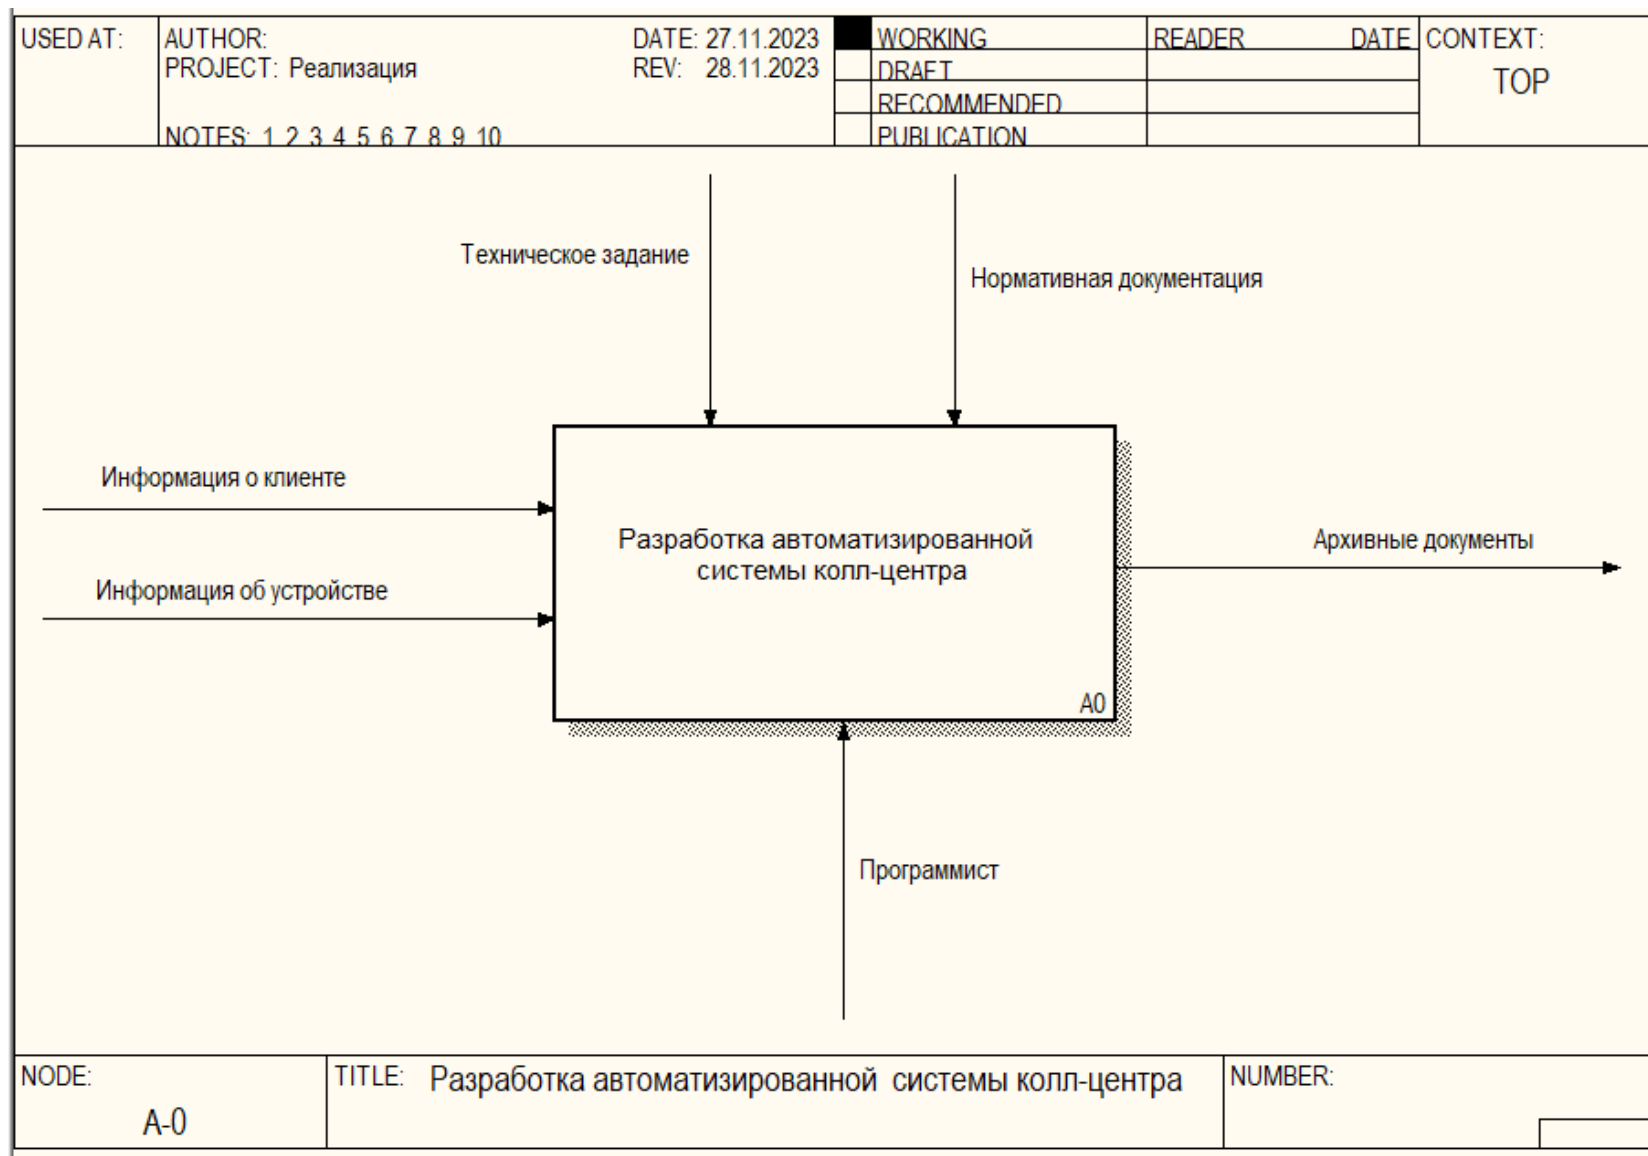 USED AT:
AUTHOR:
DATE: 27.11.2023
PROJECT: Реализация
REV: 28.11.2023
NOTES: 1 2 3 4 5 6 7 8 9 10
WORKING
DRAFT
RECOMMENDED
PUBLICATION
READER DATE
CONTEXT:
TOP
Техническое задание
Нормативная документация
Информация о клиенте
Информация об устройстве
Разработка автоматизированной
системы колл-центра
A0
Архивные документы
Программист
NODE:
A-0
TITLE: Разработка автоматизированной системы колл-центра
NUMBER: